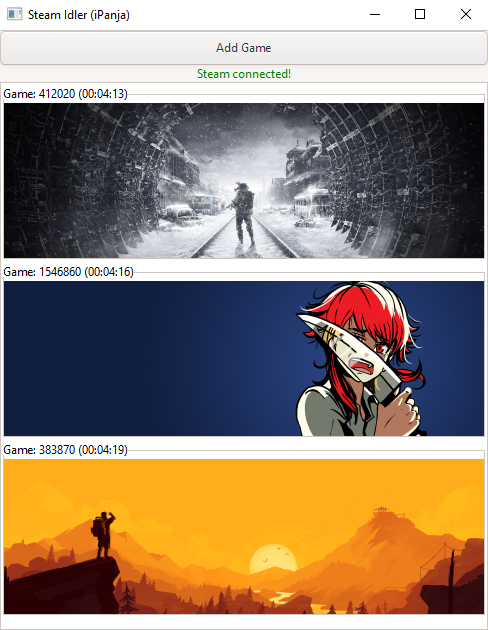 Steam Idler (iPanja)
Add Game
Steam connected!
Game: 412020 (00:04:13)
Game: 1546860 (00:04:16)
Game: 383870 (00:04:19)